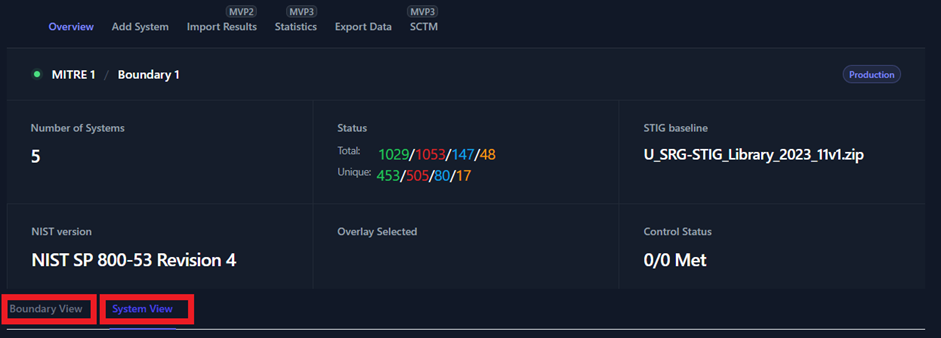 MVP2 MVP3 MVP3
Overview Add System Import Results Statistics Export Data SCTM
MITRE 1 / Boundary 1 Production
Number of Systems Status STIG baseline
5 Total: 1029/1053/147/48 U_SRG-STIG_Library_2023_11v1.zip
Unique: 453/505/80/17
NIST version Overlay Selected Control Status
NIST SP 800-53 Revision 4 0/0 Met
Boundary View System View